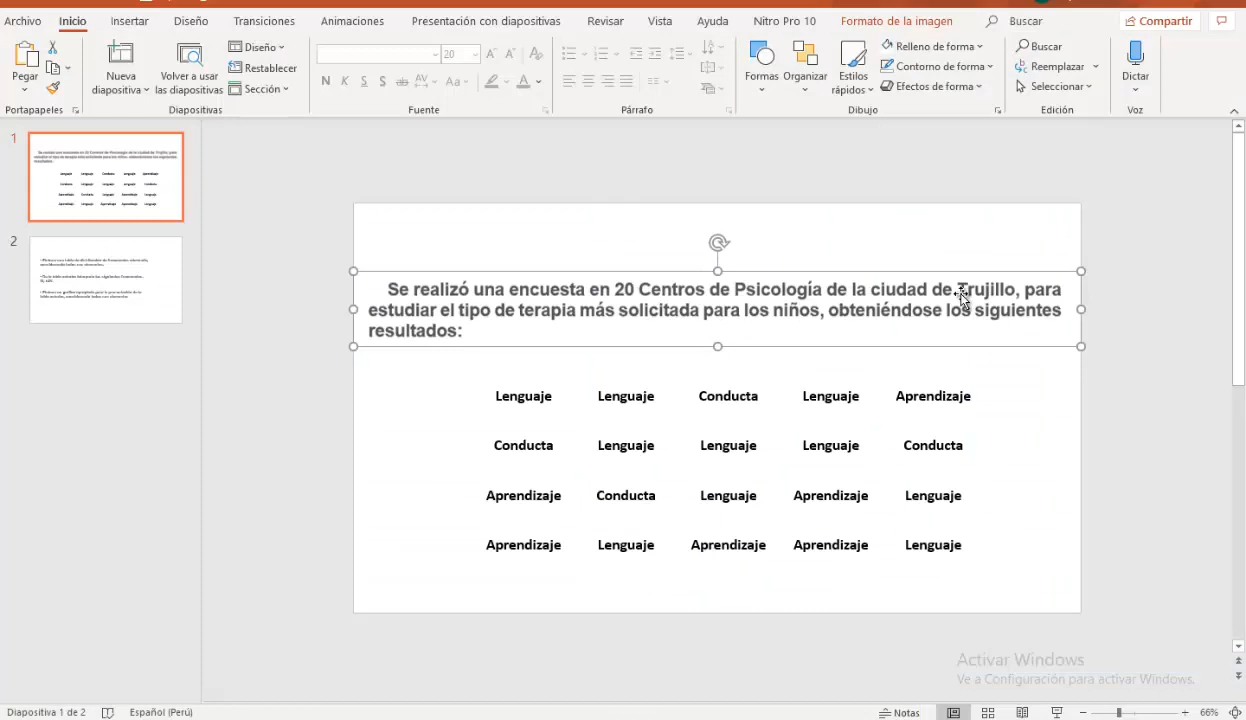 Archivo Inicio Insertar Diseño Transiciones Animaciones Presentación con diapositivas Revisar Vista Ayuda Nitro Pro 10 Formato de la imagen Buscar Compartir
Pegar
Nueva diapositiva
Volver a usar las diapositivas
Diseño
Restablecer
Sección
20
N K S S ab AV Aa A
Formas
Organizar
Estilos rápidos
Relleno de forma
Contorno de forma
Efectos de forma
Buscar
Reemplazar
Seleccionar
Dictar
Portapapeles Diapositivas Fuente Párrafo Dibujo Edición Voz
1
2
Se realizó una encuesta en 20 Centros de Psicología de la ciudad de Trujillo, para
estudiar el tipo de terapia más solicitada para los niños, obteniéndose los siguientes
resultados:
Lenguaje Lenguaje Conducta Lenguaje Aprendizaje
Conducta Lenguaje Lenguaje Lenguaje Conducta
Aprendizaje Conducta Lenguaje Aprendizaje Lenguaje
Aprendizaje Lenguaje Aprendizaje Aprendizaje Lenguaje
Activar Windows
Ve a Configuración para activar Windows.
Diapositiva 1 de 2 Español (Perú) Notas 66%